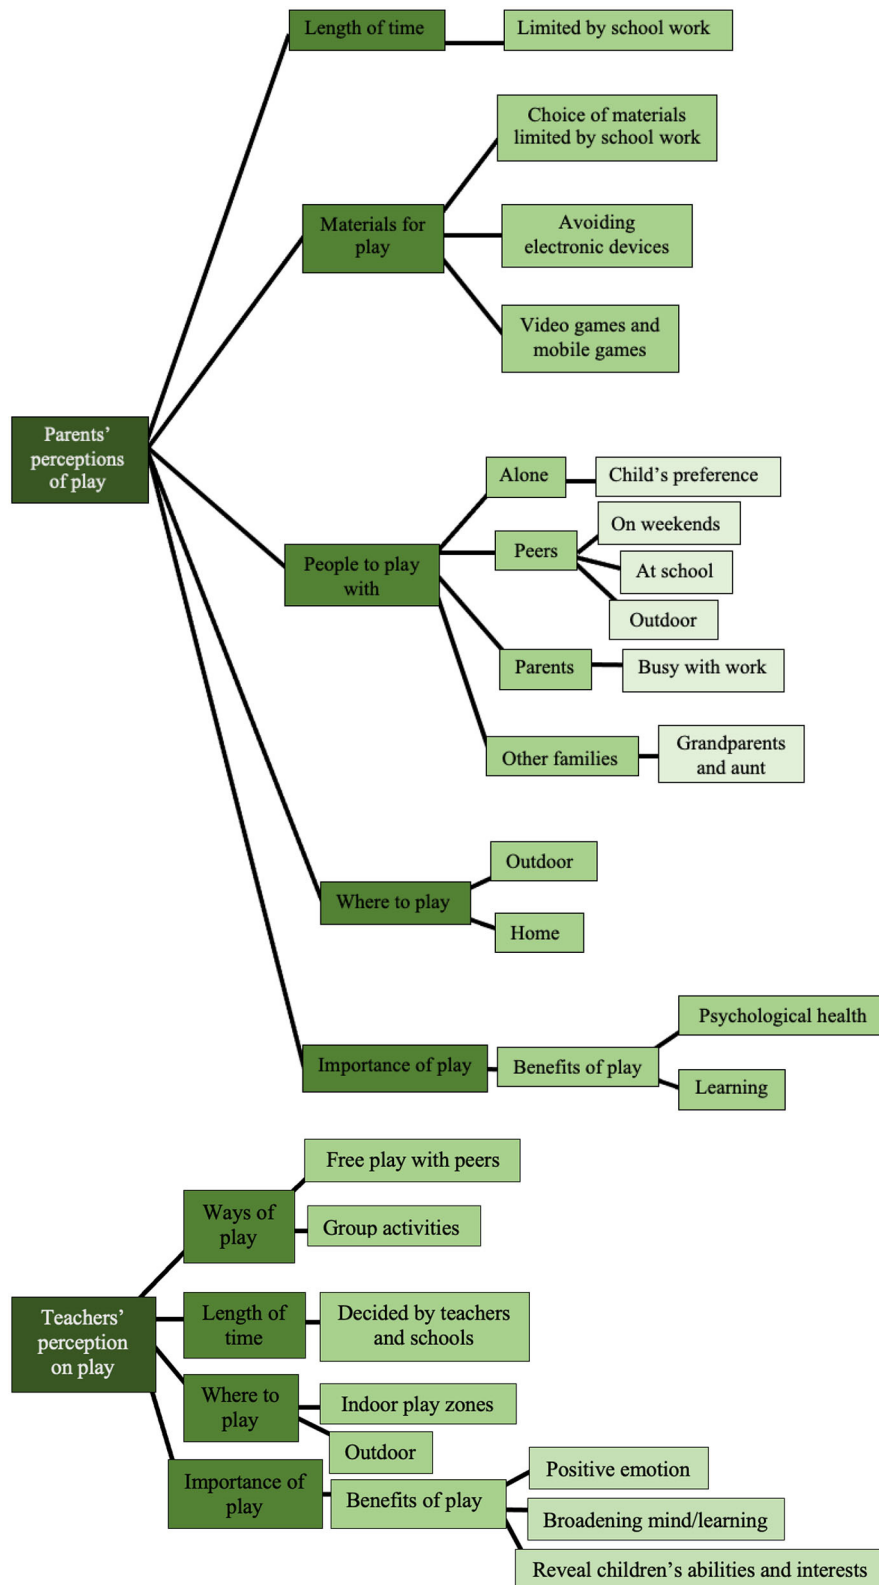 Length of time
Limited by school work
Choice of materials
limited by school work
Materials for
play
Avoiding
electronic devices
Video games and
mobile games
Parents’
perceptions
of play
Alone
Child’s preference
On weekends
Peers
At school
People to play
with
Outdoor
Parents
Busy with work
Other families
Grandparents
and aunt
Outdoor
Where to play
Home
Psychological health
Importance of play
Benefits of play
Learning
Free play with peers
Ways of
play
Group activities
Teachers’
perception
on play
Length of
time
Decided by teachers
and schools
Where to
play
Indoor play zones
Outdoor
Importance of
play
Benefits of play
Positive emotion
Broadening mind/learning
Reveal children’s abilities and interests